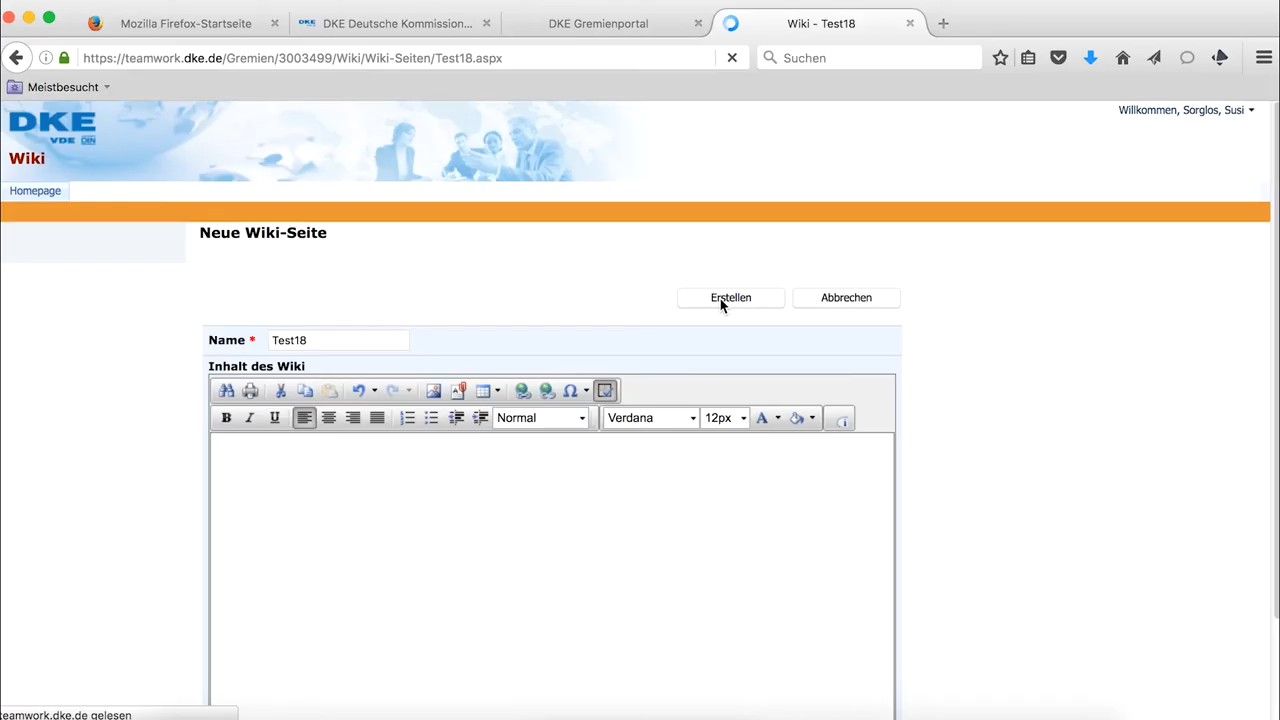 Mozilla Firefox-Startseite
DKE Deutsche Kommission...
DKE Gremienportal
Wiki - Test18
https://teamwork.dke.de/Gremien/3003499/Wiki/Wiki-Seiten/Test18.aspx
Suchen
Meistbesucht
DKE
VDE DIN
Willkommen, Sorglos, Susi
Wiki
Homepage
Neue Wiki-Seite
Erstellen
Abbrechen
Name * Test18
Inhalt des Wiki
B I U Normal Verdana 12px A
teamwork.dke.de gelesen